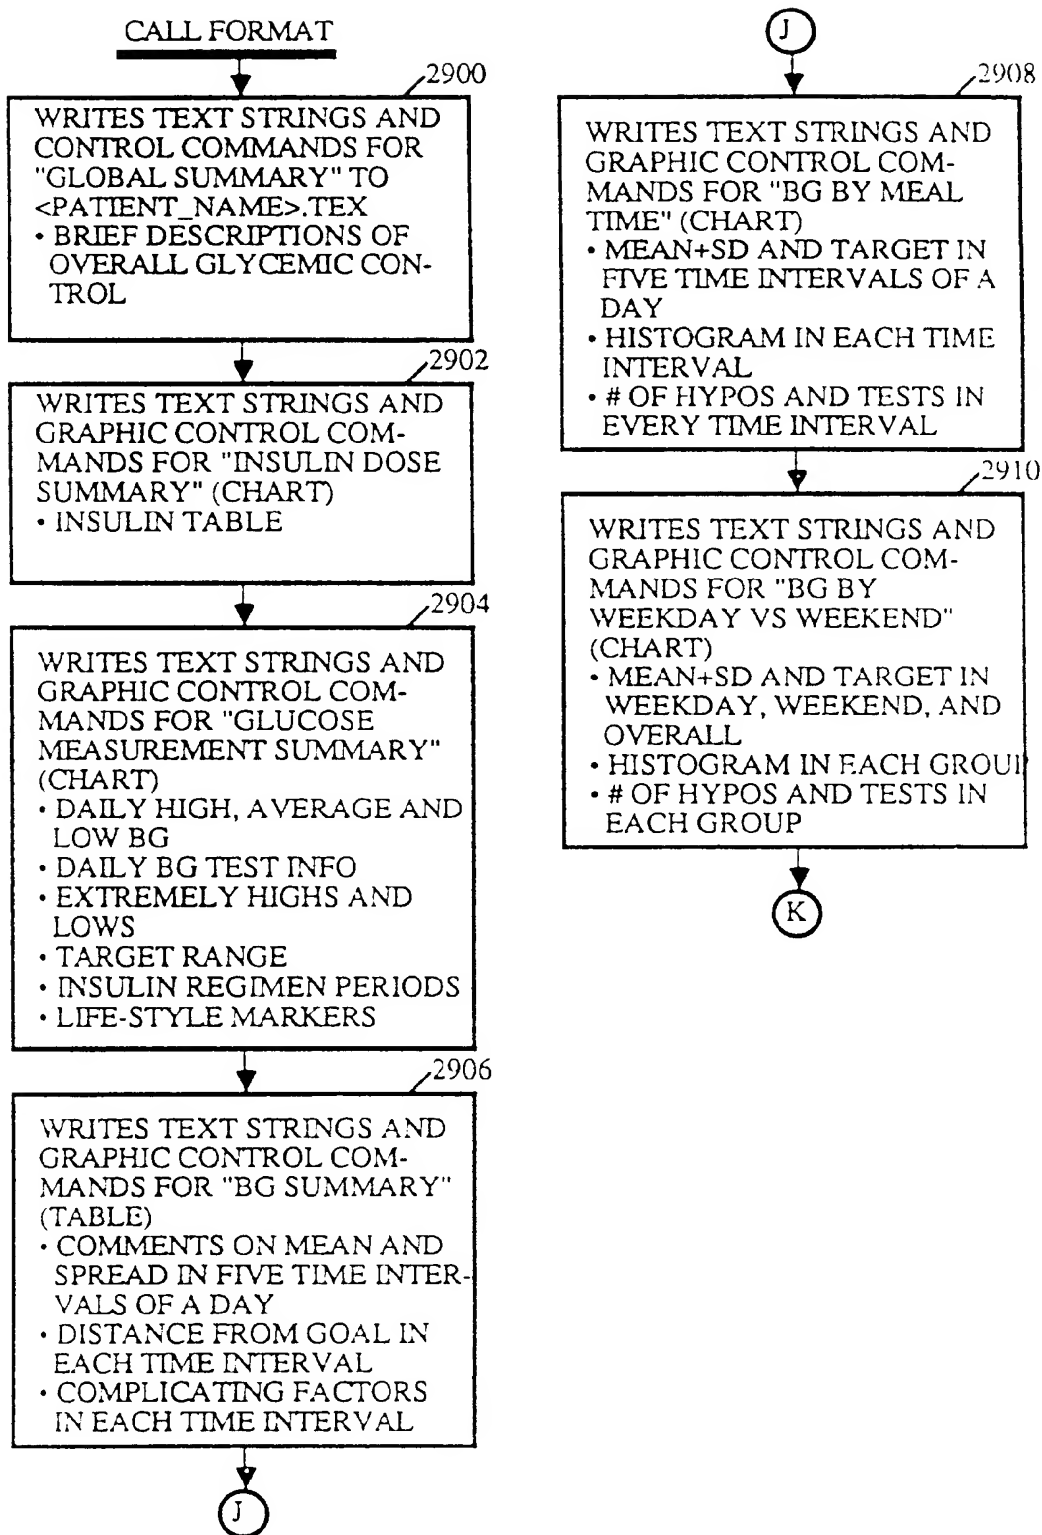 CALL FORMAT
2900
WRITES TEXT STRINGS AND
CONTROL COMMANDS FOR
"GLOBAL SUMMARY" TO
<PATIENT_NAME>.TEX
• BRIEF DESCRIPTIONS OF
OVERALL GLYCEMIC CON-
TROL
2902
WRITES TEXT STRINGS AND
GRAPHIC CONTROL COM-
MANDS FOR "INSULIN DOSE
SUMMARY" (CHART)
• INSULIN TABLE
2904
WRITES TEXT STRINGS AND
GRAPHIC CONTROL COM-
MANDS FOR "GLUCOSE
MEASUREMENT SUMMARY"
(CHART)
• DAILY HIGH, AVERAGE AND
LOW BG
• DAILY BG TEST INFO
• EXTREMELY HIGHS AND
LOWS
• TARGET RANGE
• INSULIN REGIMEN PERIODS
• LIFE-STYLE MARKERS
2906
WRITES TEXT STRINGS AND
GRAPHIC CONTROL COM-
MANDS FOR "BG SUMMARY"
(TABLE)
• COMMENTS ON MEAN AND
SPREAD IN FIVE TIME INTER-
VALS OF A DAY
• DISTANCE FROM GOAL IN
EACH TIME INTERVAL
• COMPLICATING FACTORS
IN EACH TIME INTERVAL
J
J
2908
WRITES TEXT STRINGS AND
GRAPHIC CONTROL COM-
MANDS FOR "BG BY MEAL
TIME" (CHART)
• MEAN+SD AND TARGET IN
FIVE TIME INTERVALS OF A
DAY
• HISTOGRAM IN EACH TIME
INTERVAL
• # OF HYPOS AND TESTS IN
EVERY TIME INTERVAL
2910
WRITES TEXT STRINGS AND
GRAPHIC CONTROL COM-
MANDS FOR "BG BY
WEEKDAY VS WEEKEND"
(CHART)
• MEAN+SD AND TARGET IN
WEEKDAY, WEEKEND, AND
OVERALL
• HISTOGRAM IN EACH GROUP
• # OF HYPOS AND TESTS IN
EACH GROUP
K